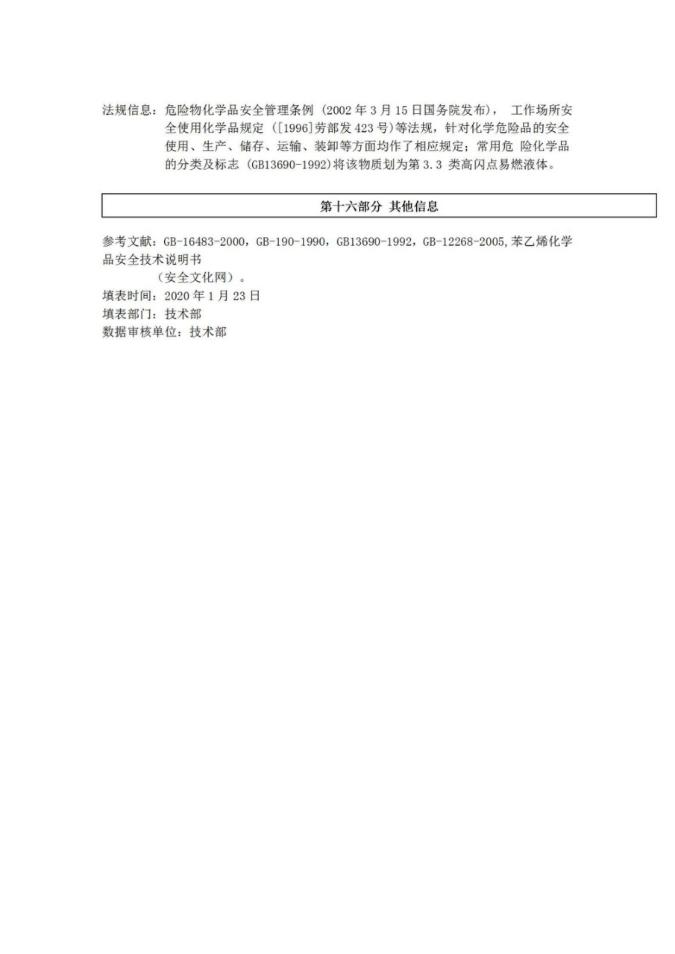 法规信息：危险物化学品安全管理条例 (2002 年 3 月 15 日国务院发布)， 工作场所安
全使用化学品规定 ([1996]劳部发 423 号)等法规，针对化学危险品的安全
使用、生产、储存、运输、装卸等方面均作了相应规定；常用危 险化学品
的分类及标志 (GB13690-1992)将该物质划为第 3.3 类高闪点易燃液体。
第十六部分 其他信息
参考文献：GB-16483-2000，GB-190-1990，GB13690-1992，GB-12268-2005,苯乙烯化学
品安全技术说明书
（安全文化网）。
填表时间：2020 年 1 月 23 日
填表部门：技术部
数据审核单位：技术部